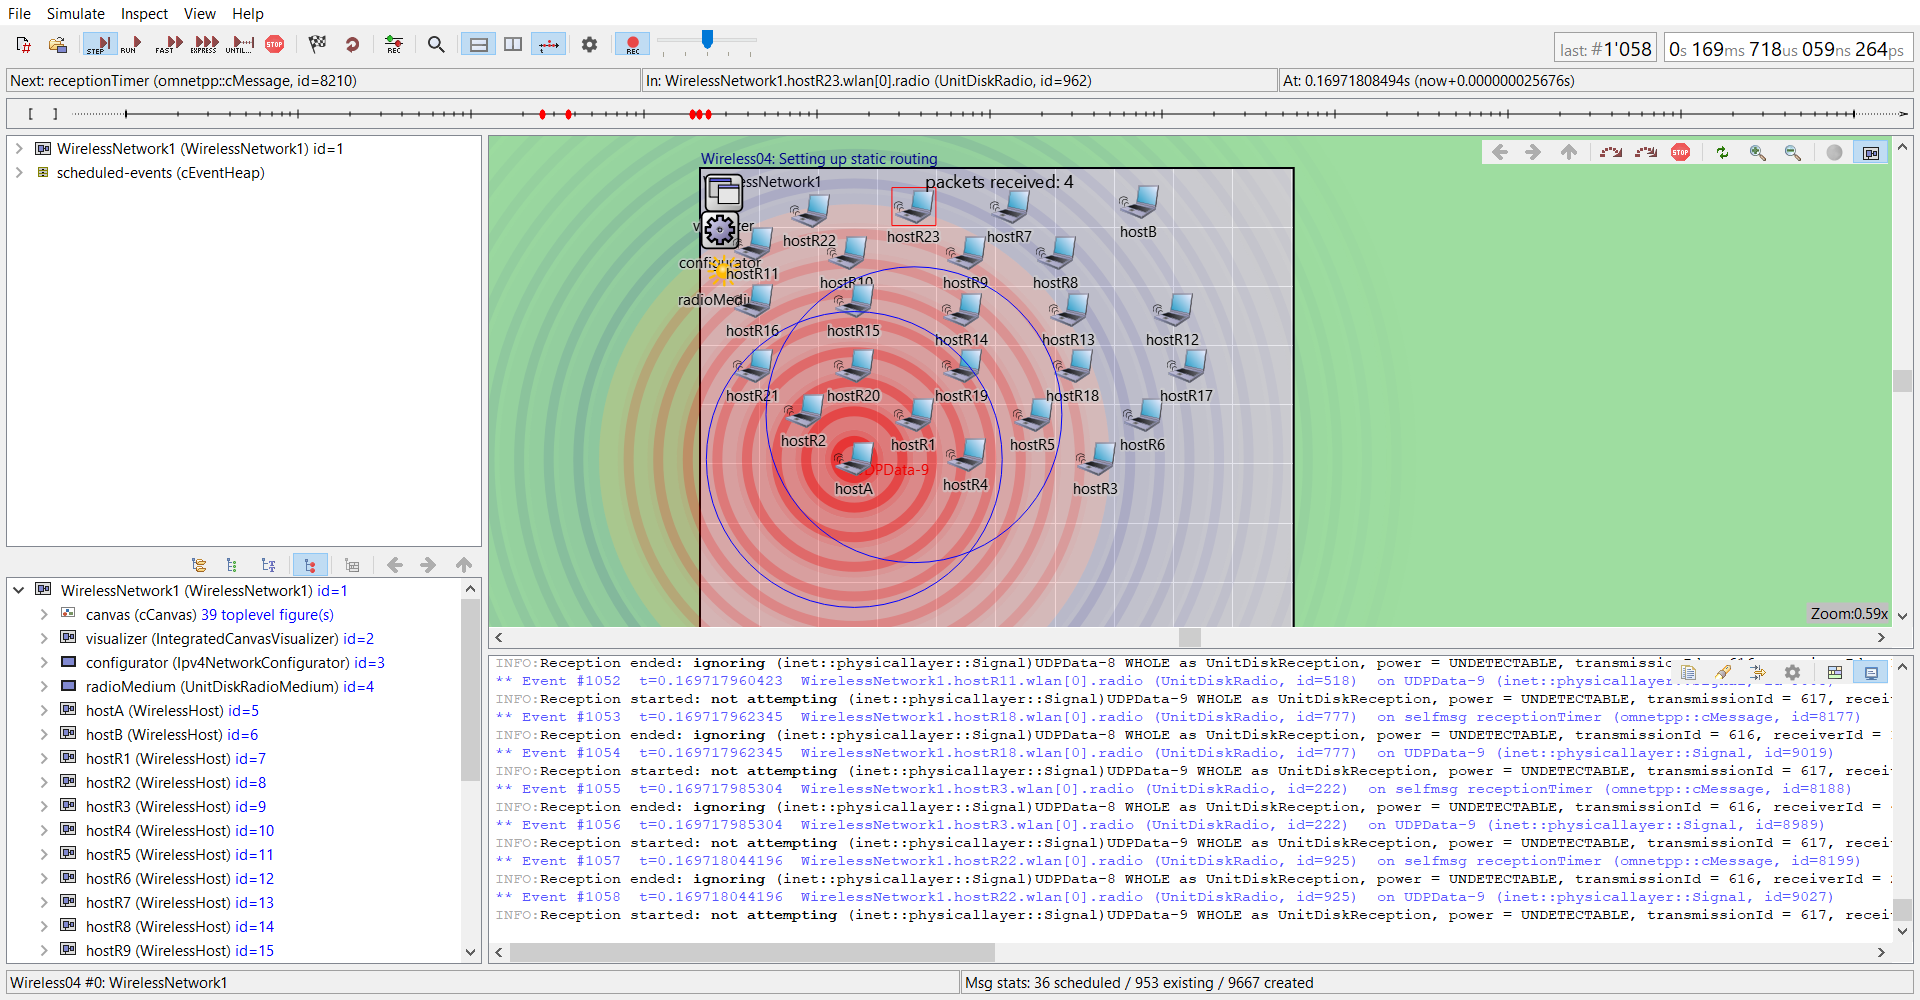 File Simulate Inspect View Help
STEP RUN FAST EXPRESS UNTIL... STOP REC REC
last: #1'058 0s 169ms 718us 059ns 264ps
Next: receptionTimer (omnetpp::cMessage, id=8210) In: WirelessNetwork1.hostR23.wlan[0].radio (UnitDiskRadio, id=962) At: 0.16971808494s (now+0.000000025676s)
[ ]
WirelessNetwork1 (WirelessNetwork1) id=1
scheduled-events (cEventHeap)
WirelessNetwork1 (WirelessNetwork1) id=1
canvas (cCanvas) 39 toplevel figure(s)
visualizer (IntegratedCanvasVisualizer) id=2
configurator (Ipv4NetworkConfigurator) id=3
radioMedium (UnitDiskRadioMedium) id=4
hostA (WirelessHost) id=5
hostB (WirelessHost) id=6
hostR1 (WirelessHost) id=7
hostR2 (WirelessHost) id=8
hostR3 (WirelessHost) id=9
hostR4 (WirelessHost) id=10
hostR5 (WirelessHost) id=11
hostR6 (WirelessHost) id=12
hostR7 (WirelessHost) id=13
hostR8 (WirelessHost) id=14
hostR9 (WirelessHost) id=15
STOP
Wireless04: Setting up static routing
packets received: 4
hostR22 hostR23 hostR7 hostB
configurator
hostR11 hostR10 hostR9 hostR8
hostR16 hostR15 hostR14 hostR13 hostR12
hostR21 hostR20 hostR19 hostR18 hostR17
hostR2 hostR1 hostR5 hostR6
DPData-9
hostA hostR4 hostR3
Zoom:0.59x
INFO:Reception ended: ignoring (inet::physicallayer::Signal)UDPData-8 WHOLE as UnitDiskReception, power = UNDETECTABLE,
** Event #1052 t=0.169717960423 WirelessNetwork1.hostR11.wlan[0].radio (UnitDiskRadio, id=518) on UDPData-9 (inet::physicallayer::Signal,
INFO:Reception started: not attempting (inet::physicallayer::Signal)UDPData-9 WHOLE as UnitDiskReception, power = UNDETECTABLE, transmissionId = 617, recei
** Event #1053 t=0.169717962345 WirelessNetwork1.hostR18.wlan[0].radio (UnitDiskRadio, id=777) on selfmsg receptionTimer (omnetpp::cMessage, id=8177)
INFO:Reception ended: ignoring (inet::physicallayer::Signal)UDPData-8 WHOLE as UnitDiskReception, power = UNDETECTABLE, transmissionId = 616, receiverId =
** Event #1054 t=0.169717962345 WirelessNetwork1.hostR18.wlan[0].radio (UnitDiskRadio, id=777) on UDPData-9 (inet::physicallayer::Signal, id=9019)
INFO:Reception started: not attempting (inet::physicallayer::Signal)UDPData-9 WHOLE as UnitDiskReception, power = UNDETECTABLE, transmissionId = 617, recei
** Event #1055 t=0.169717985304 WirelessNetwork1.hostR3.wlan[0].radio (UnitDiskRadio, id=222) on selfmsg receptionTimer (omnetpp::cMessage, id=8188)
INFO:Reception ended: ignoring (inet::physicallayer::Signal)UDPData-8 WHOLE as UnitDiskReception, power = UNDETECTABLE, transmissionId = 616, receiverId =
** Event #1056 t=0.169717985304 WirelessNetwork1.hostR3.wlan[0].radio (UnitDiskRadio, id=222) on UDPData-9 (inet::physicallayer::Signal, id=8989)
INFO:Reception started: not attempting (inet::physicallayer::Signal)UDPData-9 WHOLE as UnitDiskReception, power = UNDETECTABLE, transmissionId = 617, recei
** Event #1057 t=0.169718044196 WirelessNetwork1.hostR22.wlan[0].radio (UnitDiskRadio, id=925) on selfmsg receptionTimer (omnetpp::cMessage, id=8199)
INFO:Reception ended: ignoring (inet::physicallayer::Signal)UDPData-8 WHOLE as UnitDiskReception, power = UNDETECTABLE, transmissionId = 616, receiverId =
** Event #1058 t=0.169718044196 WirelessNetwork1.hostR22.wlan[0].radio (UnitDiskRadio, id=925) on UDPData-9 (inet::physicallayer::Signal, id=9027)
INFO:Reception started: not attempting (inet::physicallayer::Signal)UDPData-9 WHOLE as UnitDiskReception, power = UNDETECTABLE, transmissionId = 617, recei
Wireless04 #0: WirelessNetwork1 Msg stats: 36 scheduled / 953 existing / 9667 created